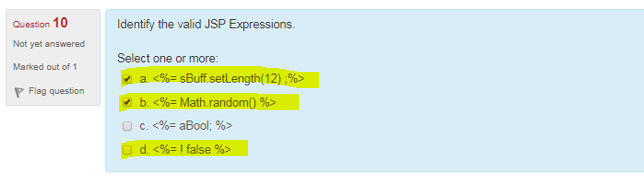 Question 10
Not yet answered
Marked out of 1
Flag question
Identify the valid JSP Expressions.
Select one or more:
a. <%= sBuff.setLength(12) ;%>
b. <%= Math.random() %>
c. <%= aBool; %>
d. <%= ! false %>